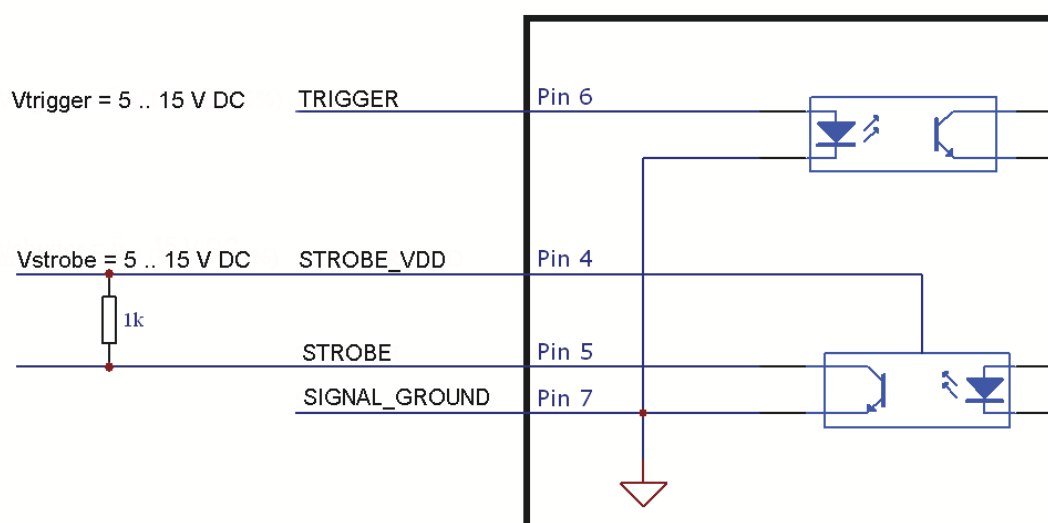 Vtrigger = 5 .. 15 V DC TRIGGER Pin 6
Vstrobe = 5 .. 15 V DC STROBE_VDD Pin 4
1k
STROBE Pin 5
SIGNAL_GROUND Pin 7